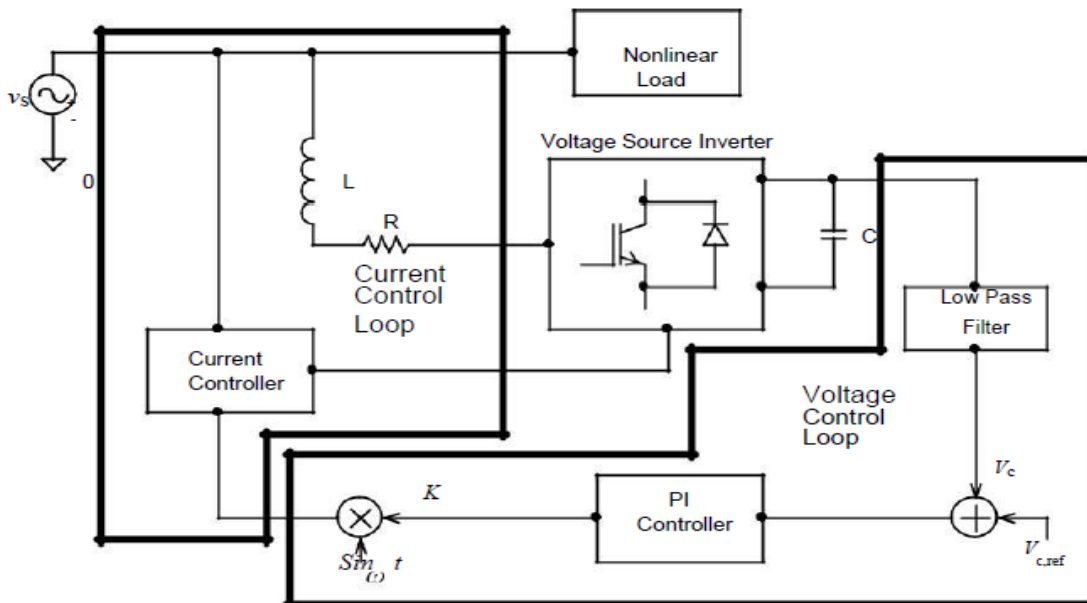 Nonlinear
Load
vS
+
-
0
Voltage Source Inverter
L
R
C
Current
Control
Loop
Low Pass
Filter
Current
Controller
Voltage
Control
Loop
Vc
K
PI
Controller
Sinω t
Vc,ref